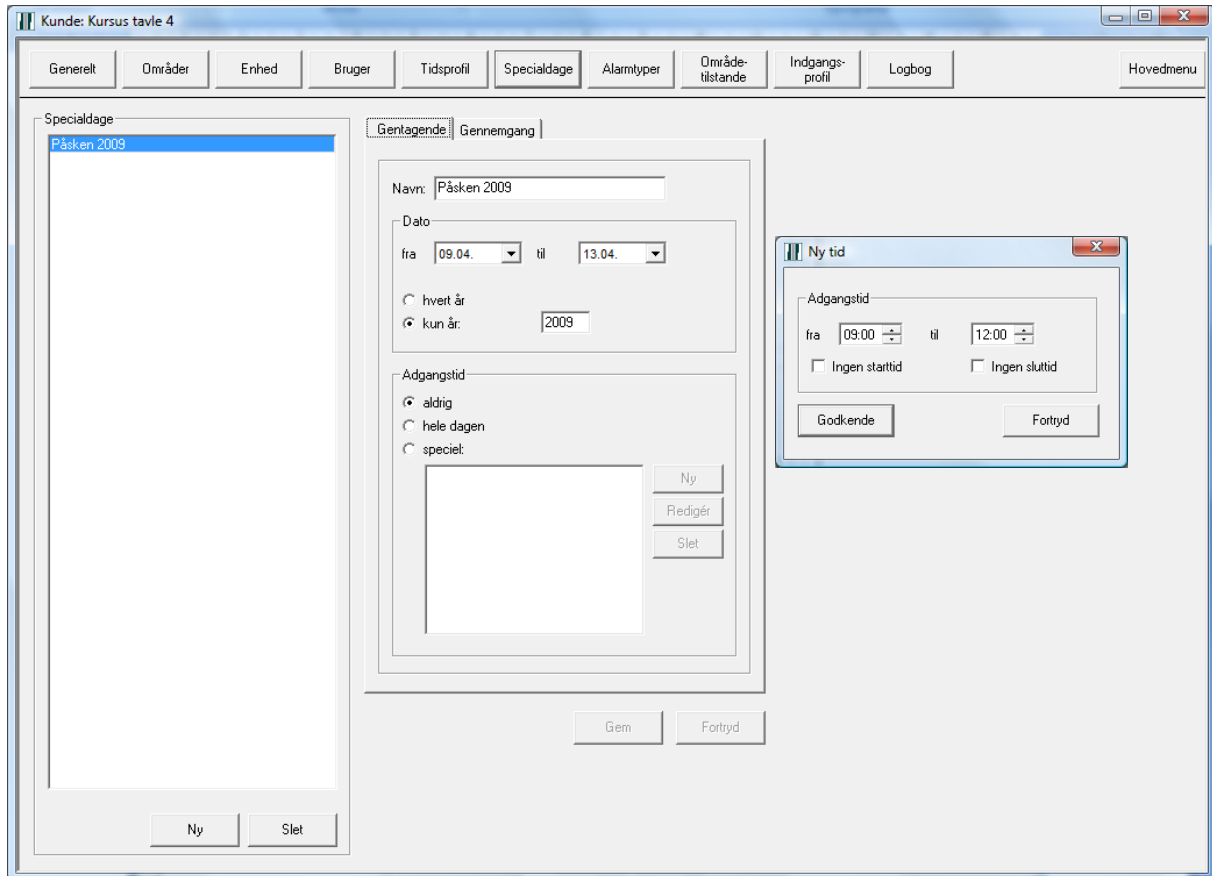 Kunde: Kursus tavle 4
Generelt Områder Enhed Bruger Tidsprofil Specialdage Alarmtyper Område-tilstande Indgangs-profil Logbog Hovedmenu
Specialdage
Påsken 2009
Ny Slet
Gentagende Gennemgang
Navn: Påsken 2009
Dato
fra 09.04. til 13.04.
hvert år
kun år: 2009
Adgangstid
aldrig
hele dagen
speciel:
Ny
Redigér
Slet
Gem Fortryd
Ny tid
Adgangstid
fra 09:00 til 12:00
Ingen starttid Ingen sluttid
Godkende Fortryd